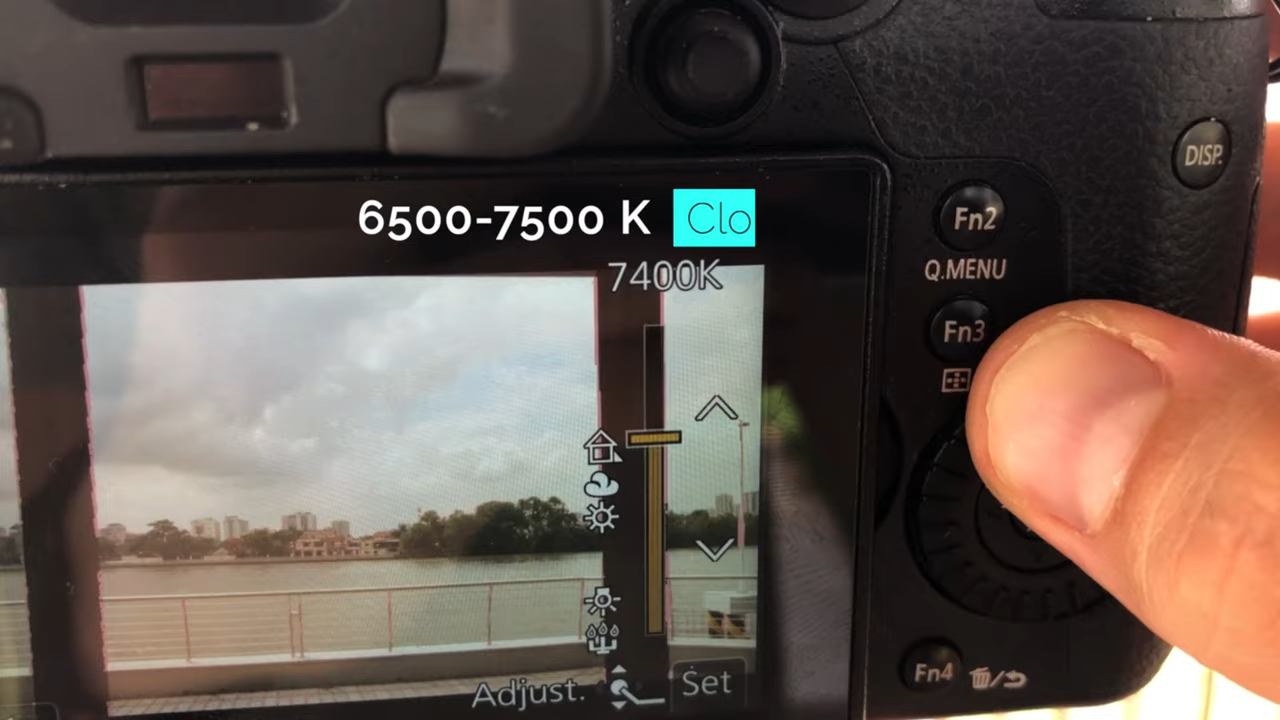 DISP.
6500-7500 K Clo
Fn2
Q.MENU
7400K
Fn3
Fn4
Adjust. Set